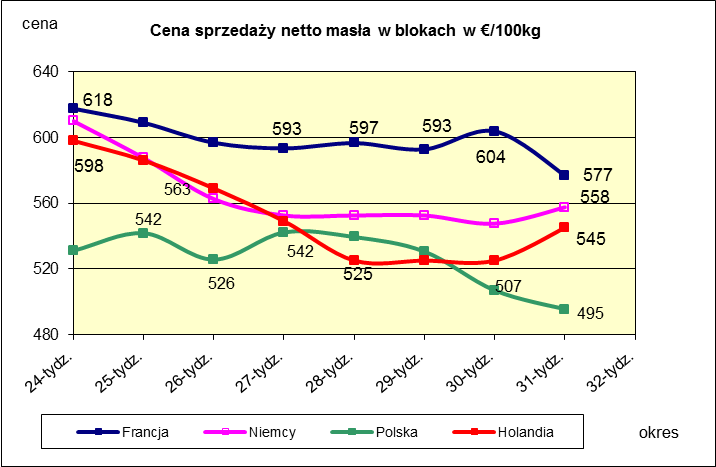 cena
Cena sprzedaży netto masła w blokach w €/100kg
640
600
560
520
480
618
598
563
542
526
593
542
597
525
593
604
507
577
558
545
495
24-tydz.
25-tydz.
26-tydz.
27-tydz.
28-tydz.
29-tydz.
30-tydz.
31-tydz.
32-tydz.
Francja Niemcy Polska Holandia
okres